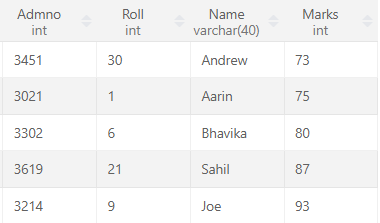 Admno Roll Name Marks
int int varchar(40) int
3451 30 Andrew 73
3021 1 Aarin 75
3302 6 Bhavika 80
3619 21 Sahil 87
3214 9 Joe 93